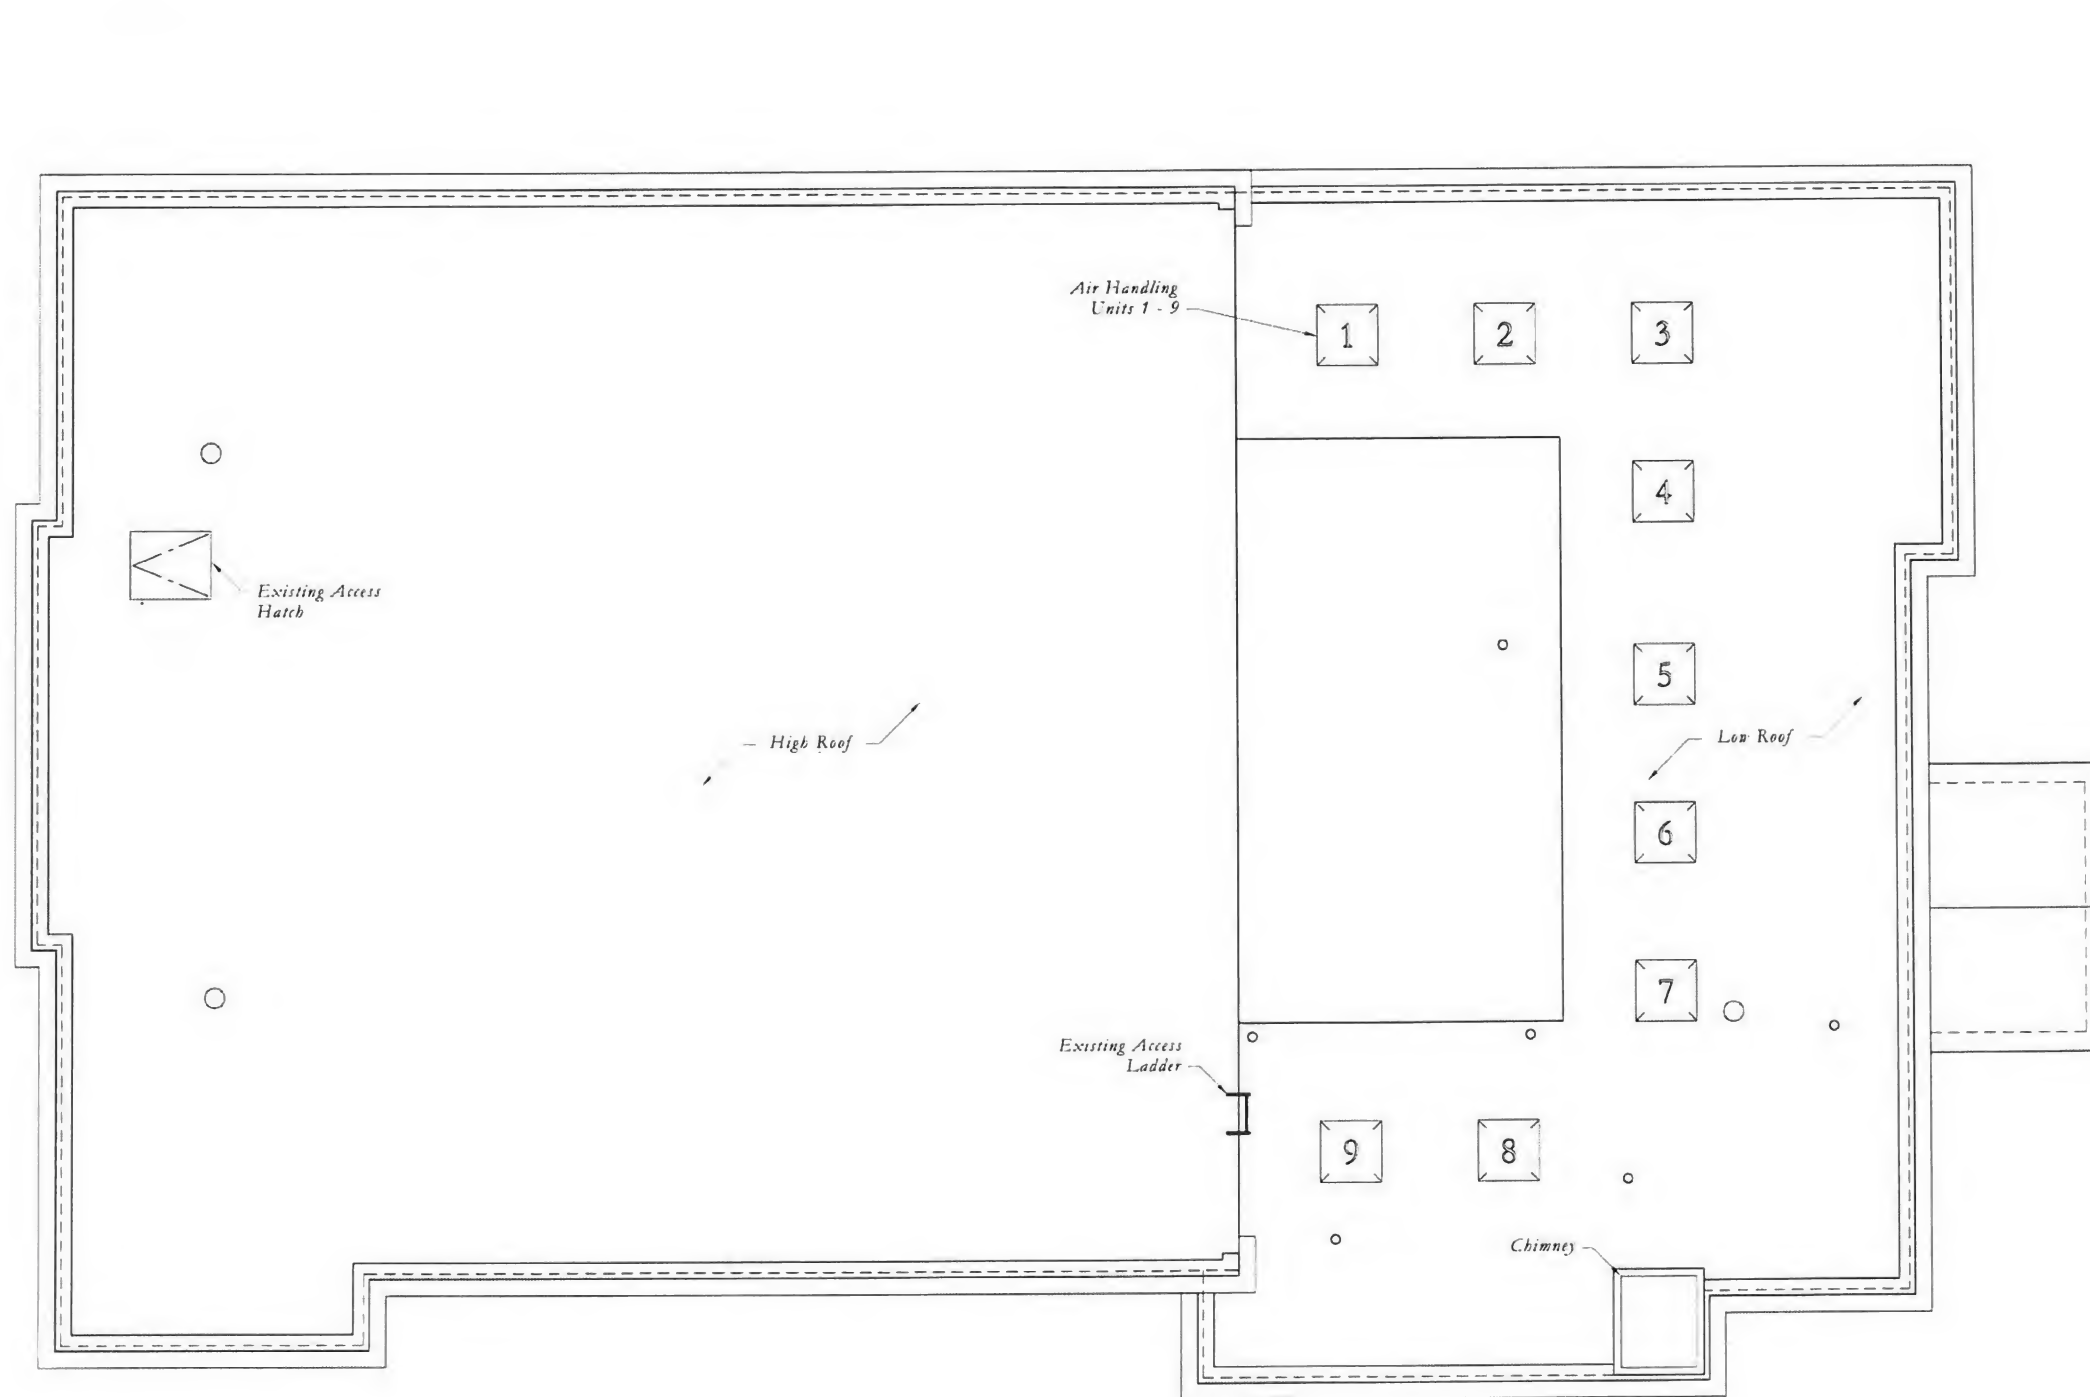 Air Handling
Units 1 - 9
1
2
3
4
Existing Access
Hatch
5
High Roof
Low Roof
6
7
Existing Access
Ladder
9
8
Chimney